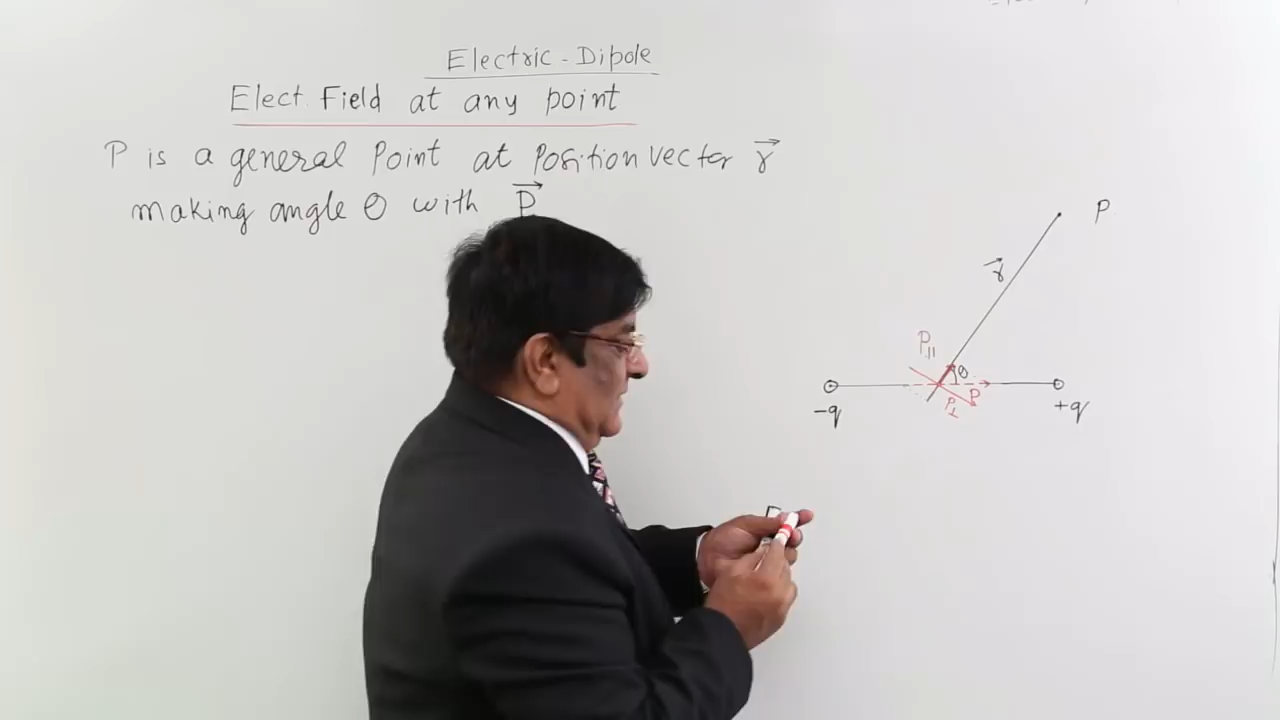 Electric-Dipole
Elect. Field at any point
P is a general Point at Position vector r⃗
making angle θ with P⃗
P
r⃗
P||
θ
P
P⊥
-q
+q